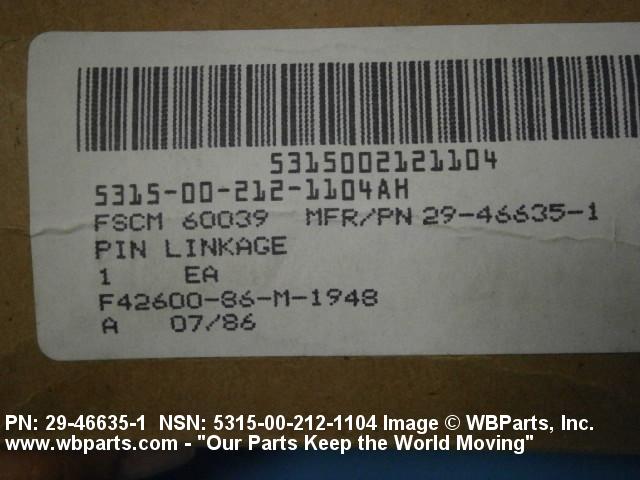 5315002121104
5315-00-212-1104AH
FSCM 60039 MFR/PN 29-46635-1
PIN LINKAGE
1 EA
F42600-86-M-1948
A 07/86
PN: 29-46635-1 NSN: 5315-00-212-1104 Image © WBParts, Inc.
www.wbparts.com - "Our Parts Keep the World Moving"